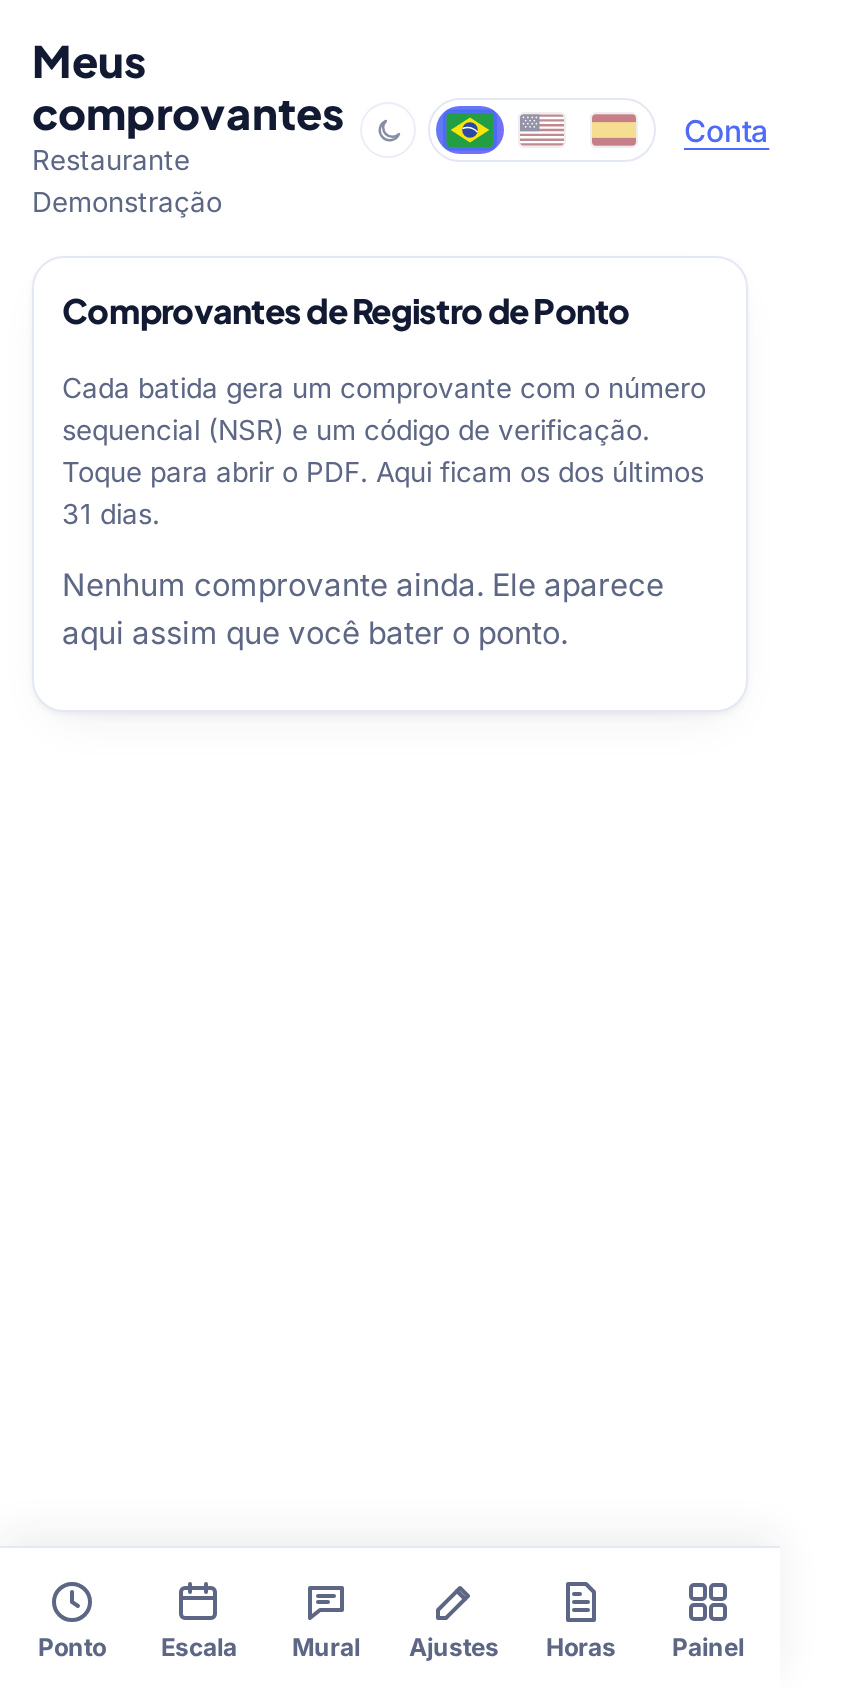 Meus
comprovantes
Restaurante
Demonstração
Conta
Comprovantes de Registro de Ponto
Cada batida gera um comprovante com o número
sequencial (NSR) e um código de verificação.
Toque para abrir o PDF. Aqui ficam os dos últimos
31 dias.
Nenhum comprovante ainda. Ele aparece
aqui assim que você bater o ponto.
Ponto
Escala
Mural
Ajustes
Horas
Painel